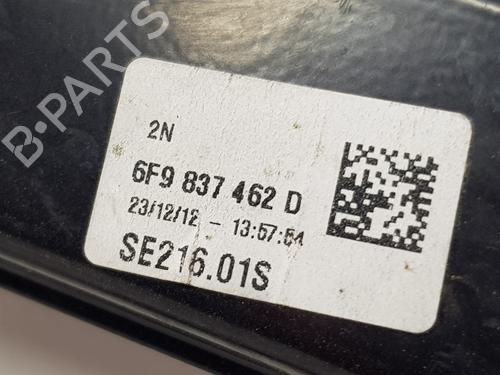 B-PARTS
2N
6F9 837 462 D
23/12/12 - 13:57:54
SE216.01S